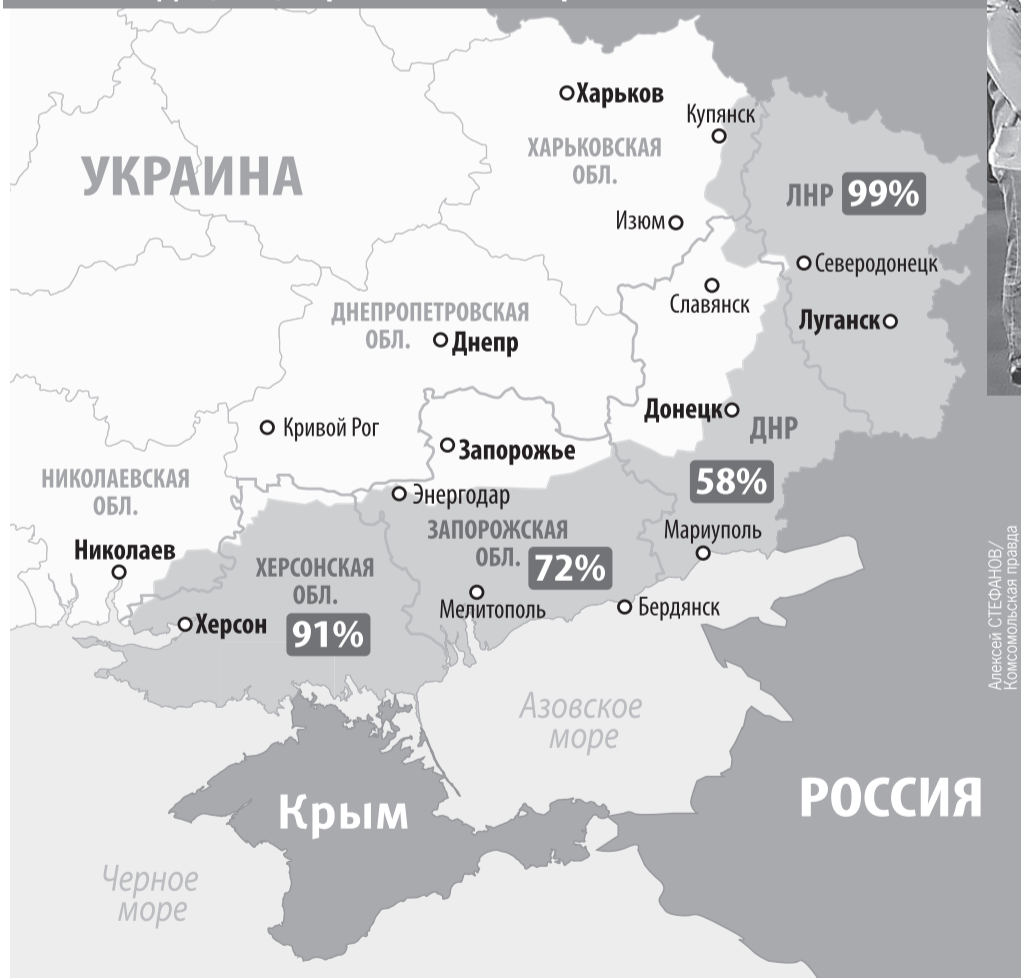 Харьков
Купянск
ХАРЬКОВСКАЯ
ОБЛ.
УКРАИНА
ЛНР 99%
Изюм
Северодонецк
Славянск
ДНЕПРОПЕТРОВСКАЯ
ОБЛ.
Днепр
Луганск
Донецк
ДНР
58%
Кривой Рог
Запорожье
НИКОЛАЕВСКАЯ
ОБЛ.
Энергодар
ЗАПОРОЖСКАЯ
ОБЛ. 72%
Мариуполь
Николаев
ХЕРСОНСКАЯ
ОБЛ.
91%
Мелитополь
Бердянск
Херсон
Азовское
море
РОССИЯ
Крым
Черное
море
Алексей СТЕФАНОВ/
Комсомольская правда